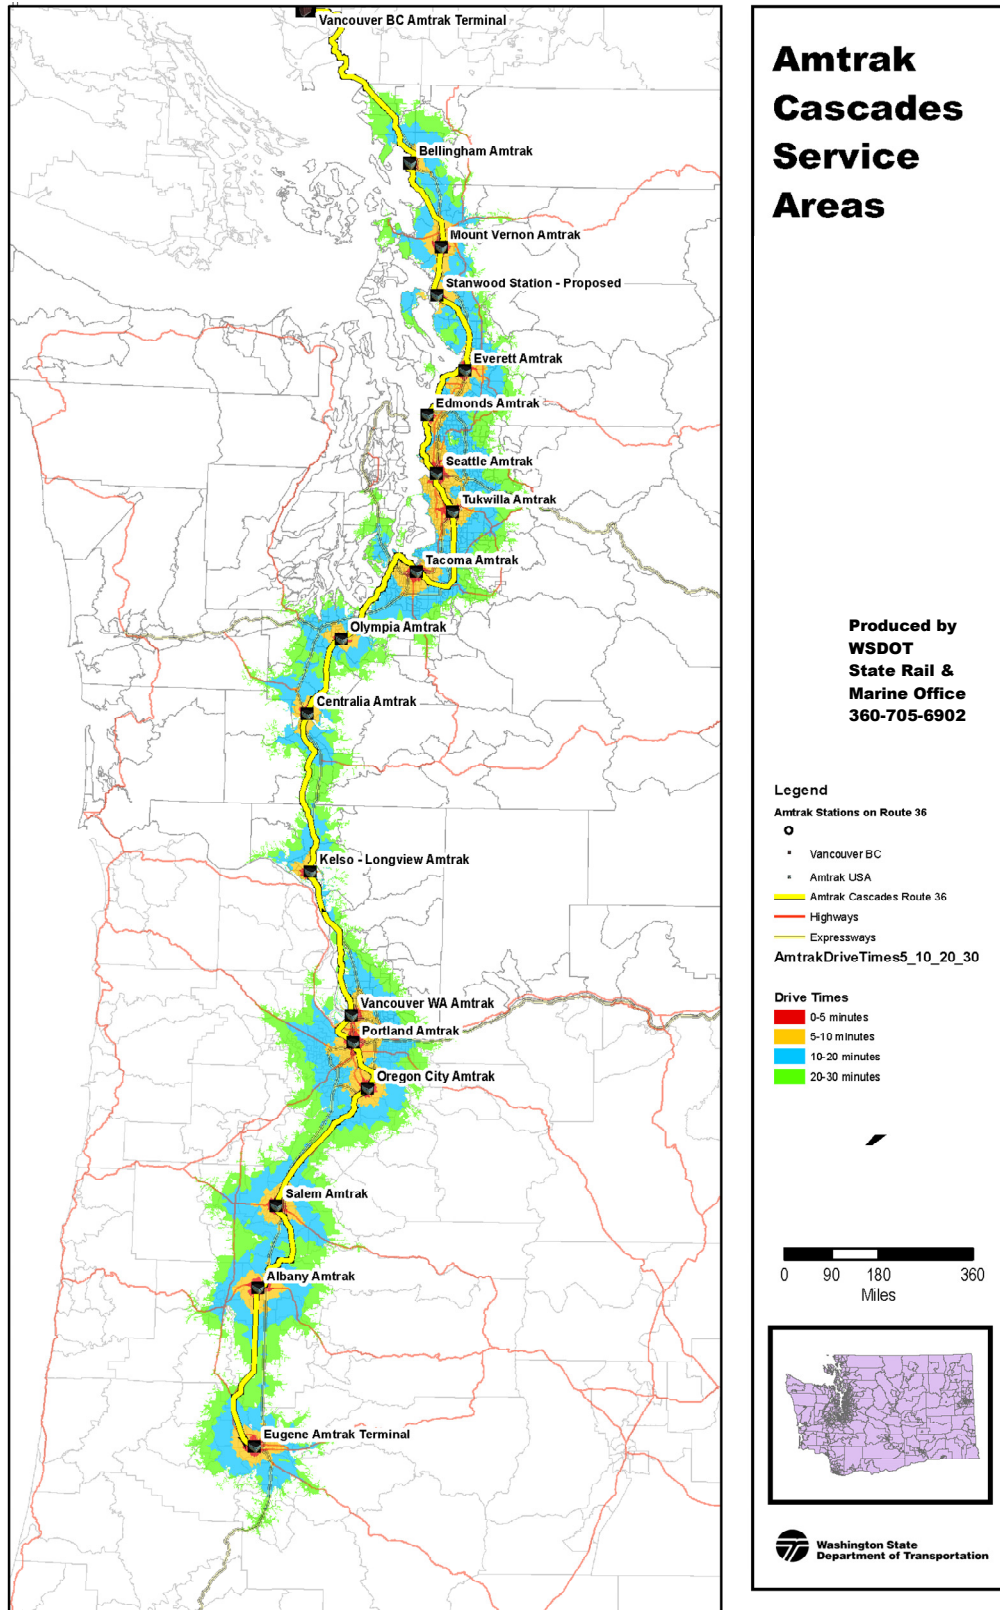 Vancouver BC Amtrak Terminal
Bellingham Amtrak
Mount Vernon Amtrak
Stanwood Station - Proposed
Everett Amtrak
Edmonds Amtrak
Seattle Amtrak
Tukwilla Amtrak
Tacoma Amtrak
Olympia Amtrak
Centralia Amtrak
Kelso - Longview Amtrak
Vancouver WA Amtrak
Portland Amtrak
Oregon City Amtrak
Salem Amtrak
Albany Amtrak
Eugene Amtrak Terminal
Amtrak
Cascades
Service
Areas
Produced by
WSDOT
State Rail &
Marine Office
360-705-6902
Legend
Amtrak Stations on Route 36
Vancouver BC
Amtrak USA
Amtrak Cascades Route 36
Highways
Expressways
AmtrakDriveTimes5_10_20_30
Drive Times
0-5 minutes
5-10 minutes
10-20 minutes
20-30 minutes
0 90 180 360
Miles
Washington State
Department of Transportation